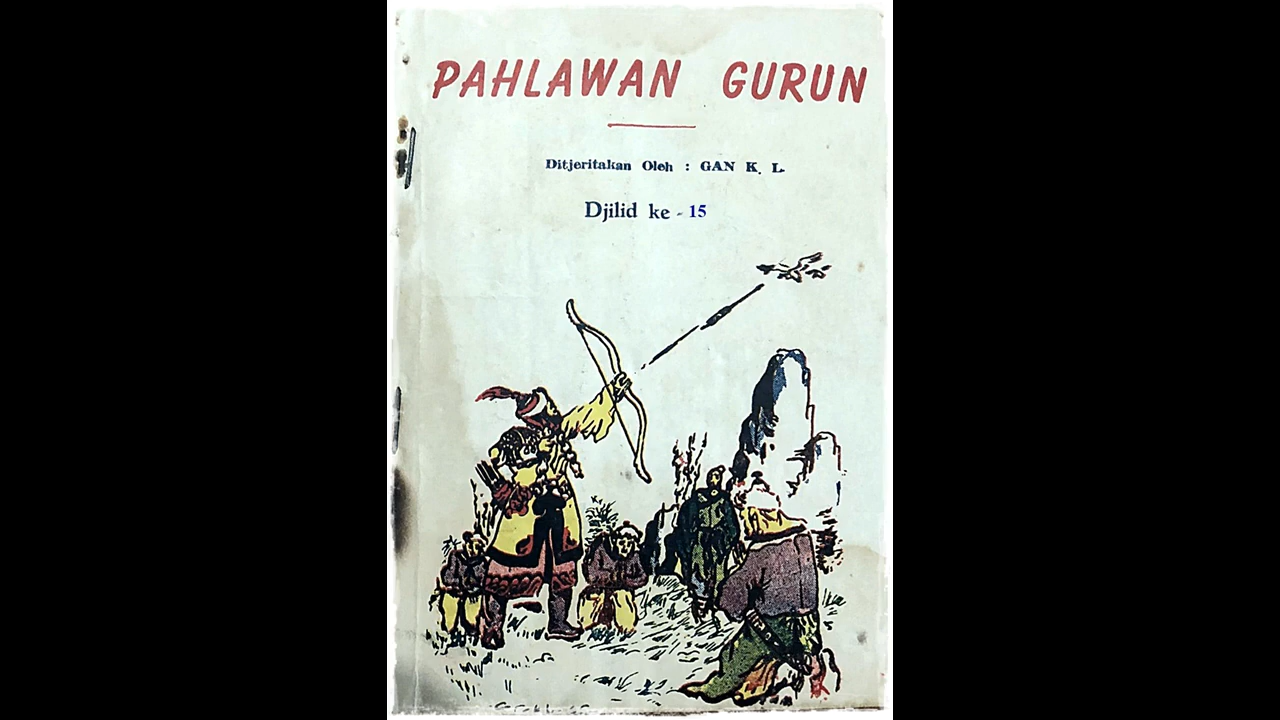 PAHLAWAN GURUN
Ditjeritakan Oleh : GAN K. L.
Djilid ke - 15